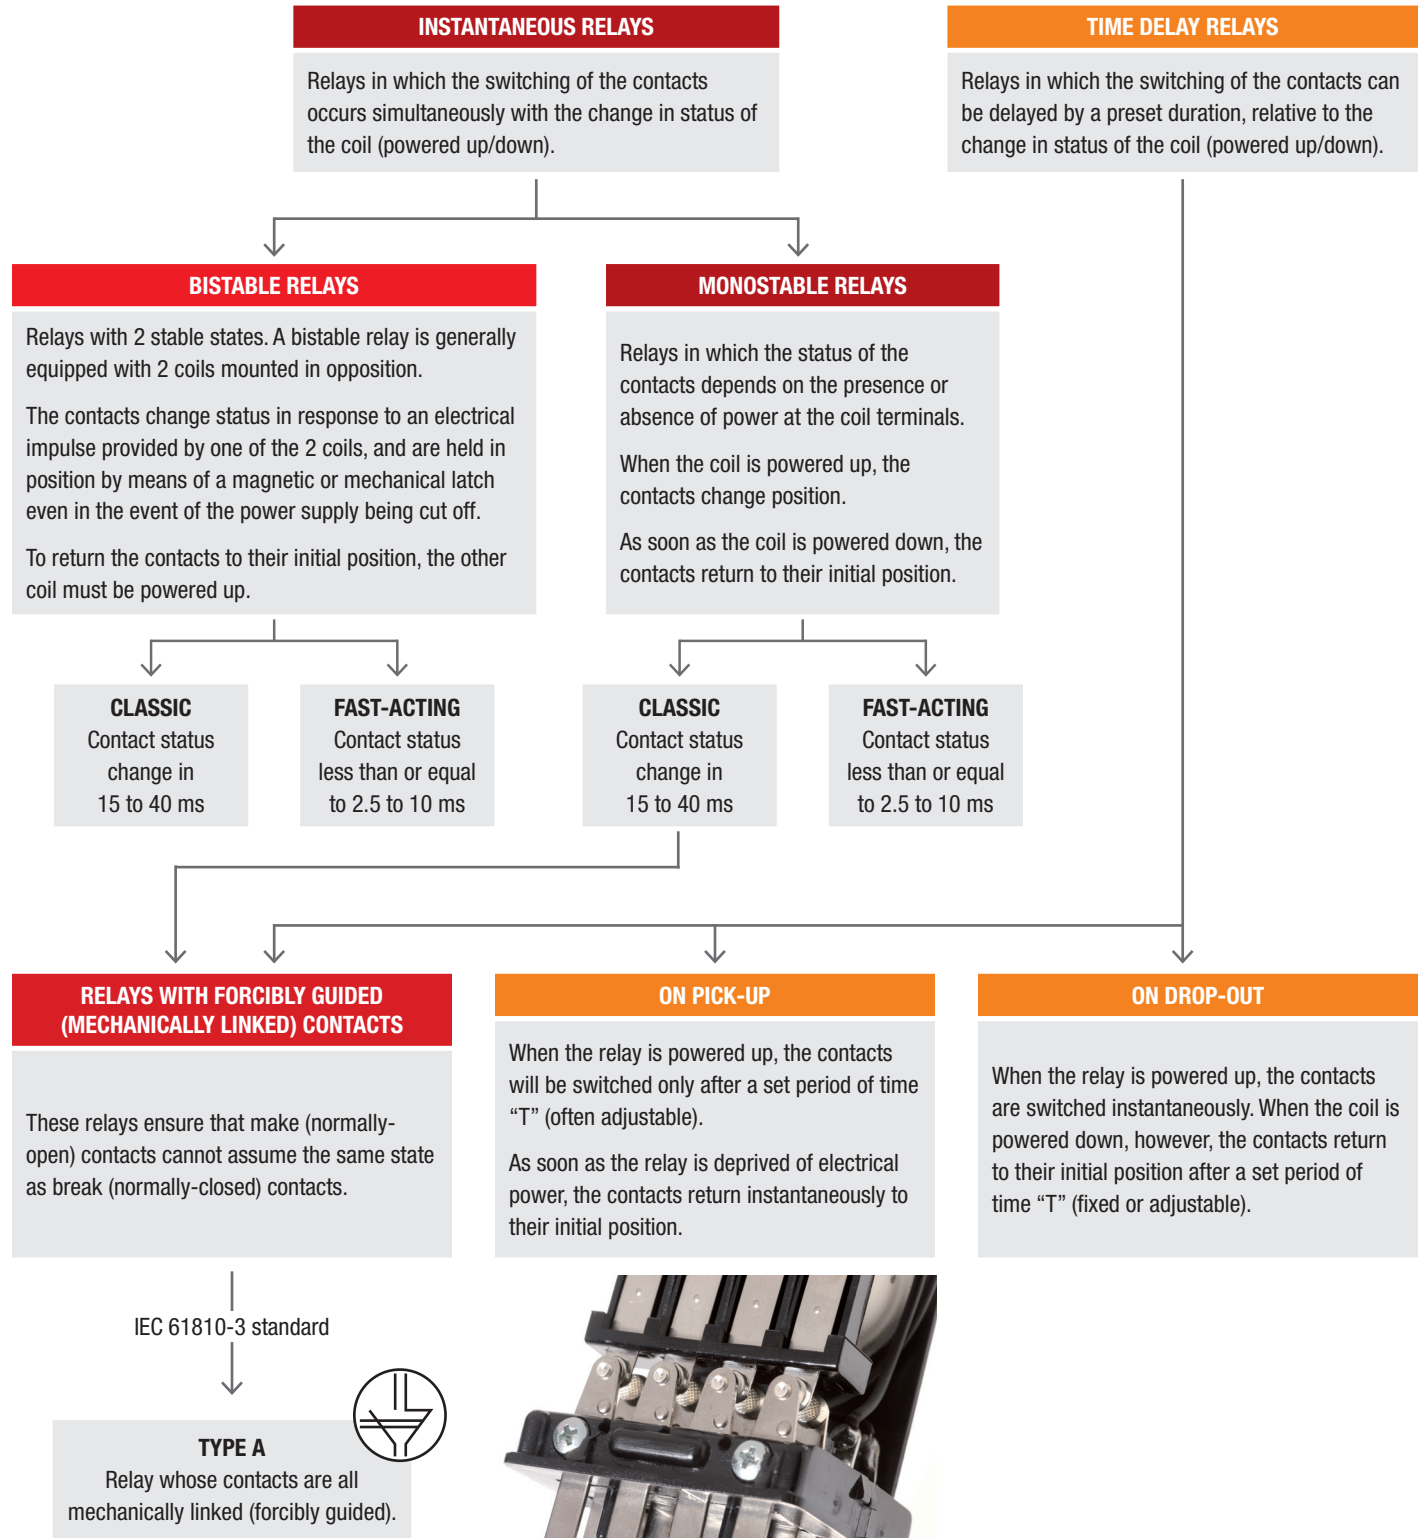 INSTANTANEOUS RELAYS
Relays in which the switching of the contacts
occurs simultaneously with the change in status of
the coil (powered up/down).
TIME DELAY RELAYS
Relays in which the switching of the contacts can
be delayed by a preset duration, relative to the
change in status of the coil (powered up/down).
BISTABLE RELAYS
Relays with 2 stable states. A bistable relay is generally
equipped with 2 coils mounted in opposition.
The contacts change status in response to an electrical
impulse provided by one of the 2 coils, and are held in
position by means of a magnetic or mechanical latch
even in the event of the power supply being cut off.
To return the contacts to their initial position, the other
coil must be powered up.
MONOSTABLE RELAYS
Relays in which the status of the
contacts depends on the presence or
absence of power at the coil terminals.
When the coil is powered up, the
contacts change position.
As soon as the coil is powered down, the
contacts return to their initial position.
CLASSIC
Contact status
change in
15 to 40 ms
FAST-ACTING
Contact status
less than or equal
to 2.5 to 10 ms
CLASSIC
Contact status
change in
15 to 40 ms
FAST-ACTING
Contact status
less than or equal
to 2.5 to 10 ms
RELAYS WITH FORCIBLY GUIDED
(MECHANICALLY LINKED) CONTACTS
These relays ensure that make (normally-
open) contacts cannot assume the same state
as break (normally-closed) contacts.
ON PICK-UP
When the relay is powered up, the contacts
will be switched only after a set period of time
“T” (often adjustable).
As soon as the relay is deprived of electrical
power, the contacts return instantaneously to
their initial position.
ON DROP-OUT
When the relay is powered up, the contacts
are switched instantaneously. When the coil is
powered down, however, the contacts return
to their initial position after a set period of
time “T” (fixed or adjustable).
IEC 61810-3 standard
TYPE A
Relay whose contacts are all
mechanically linked (forcibly guided).